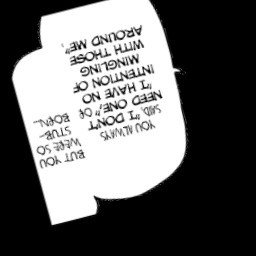 YOU ALWAYS
SAID, "I DON'T
NEED ONE," OR
"I HAVE NO
INTENTION OF
MINGLING
WITH THOSE
AROUND ME",
BUT YOU
WERE SO
STUB-
BORN...